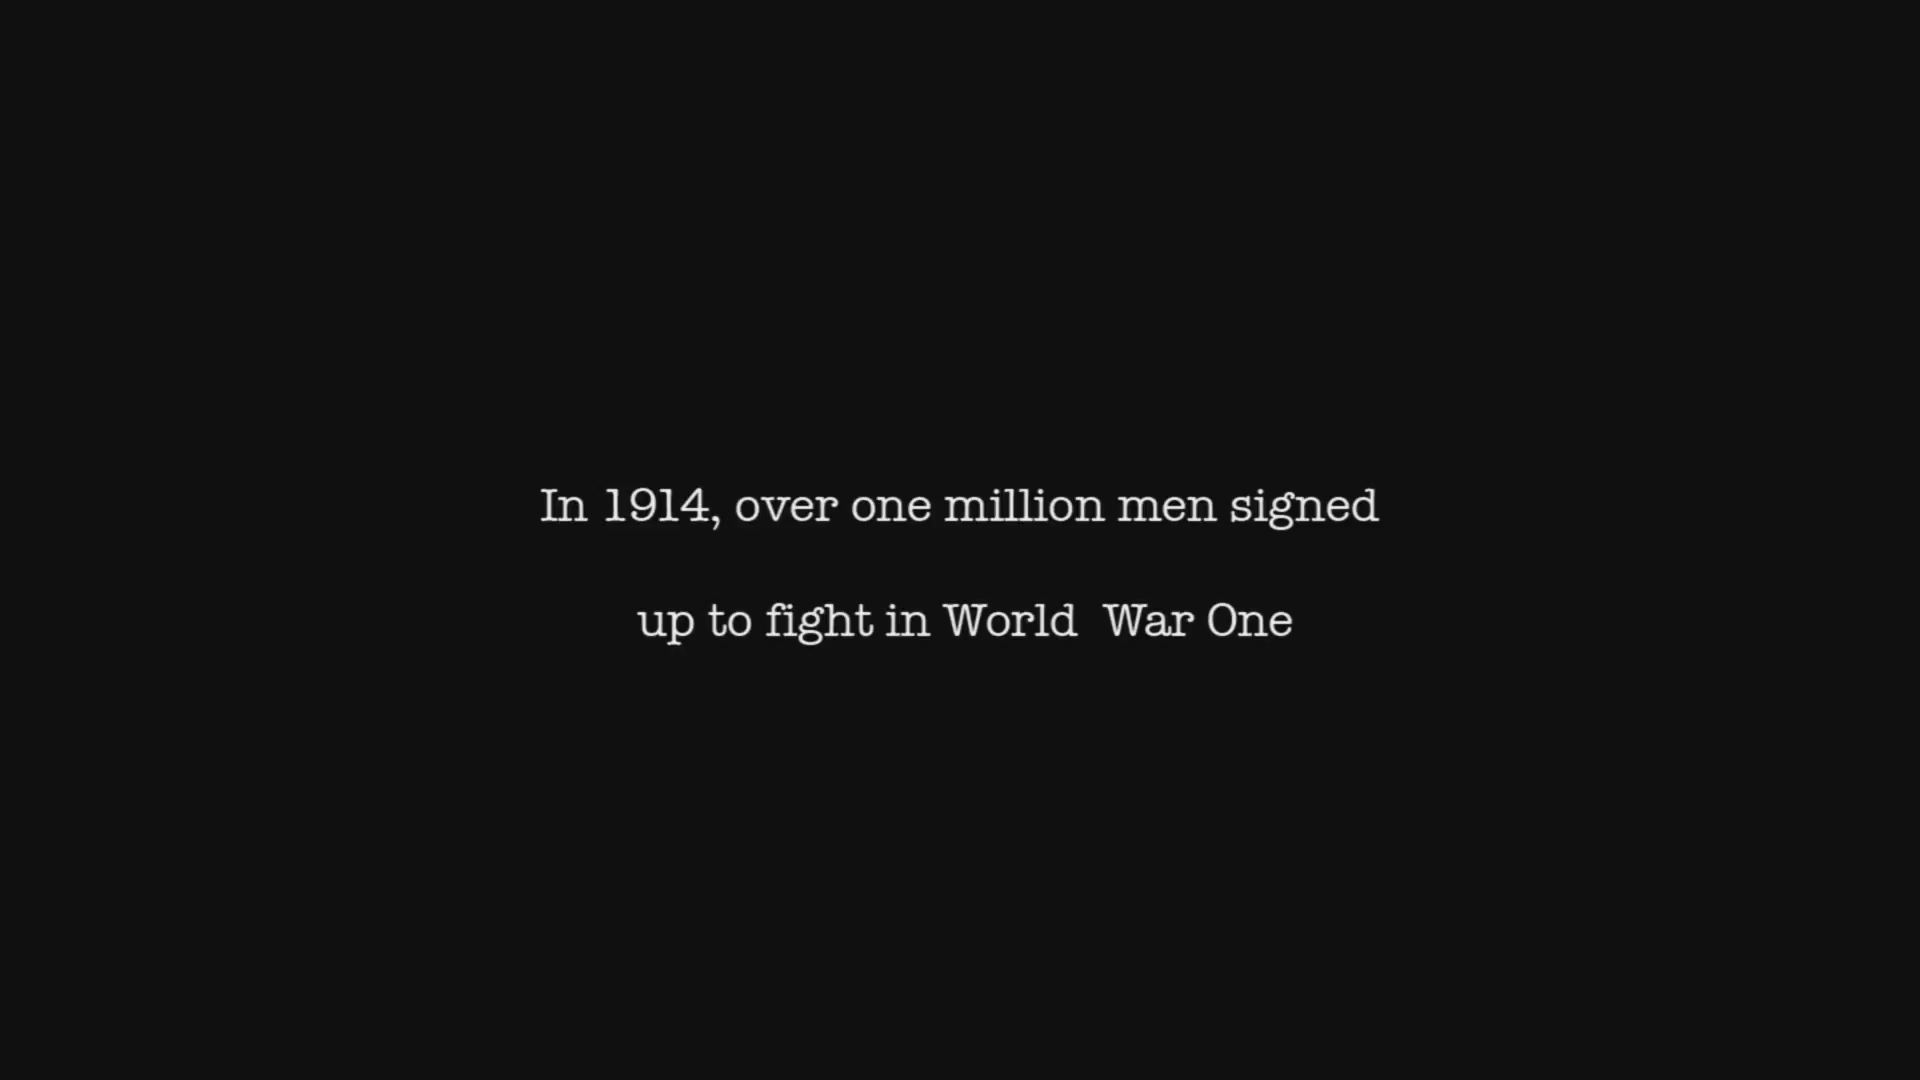 In 1914, over one million men signed
up to fight in World  War One